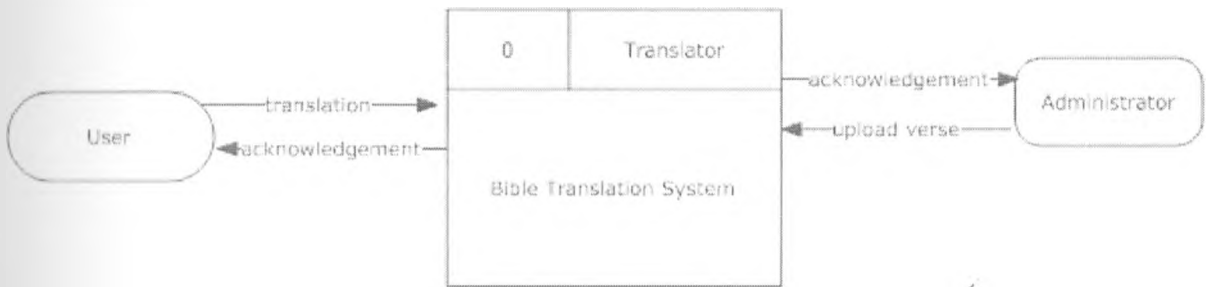 0
Translator
translation
acknowledgement
User
acknowledgement
upload verse
Administrator
Bible Translation System